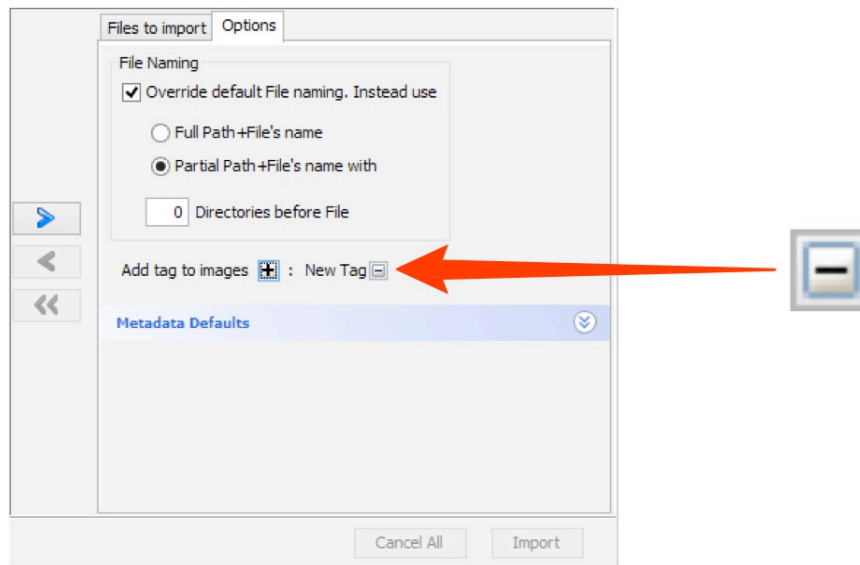 Files to import Options
File Naming
Override default File naming. Instead use
Full Path+File's name
Partial Path+File's name with
0 Directories before File
Add tag to images : New Tag
Metadata Defaults
Cancel All Import